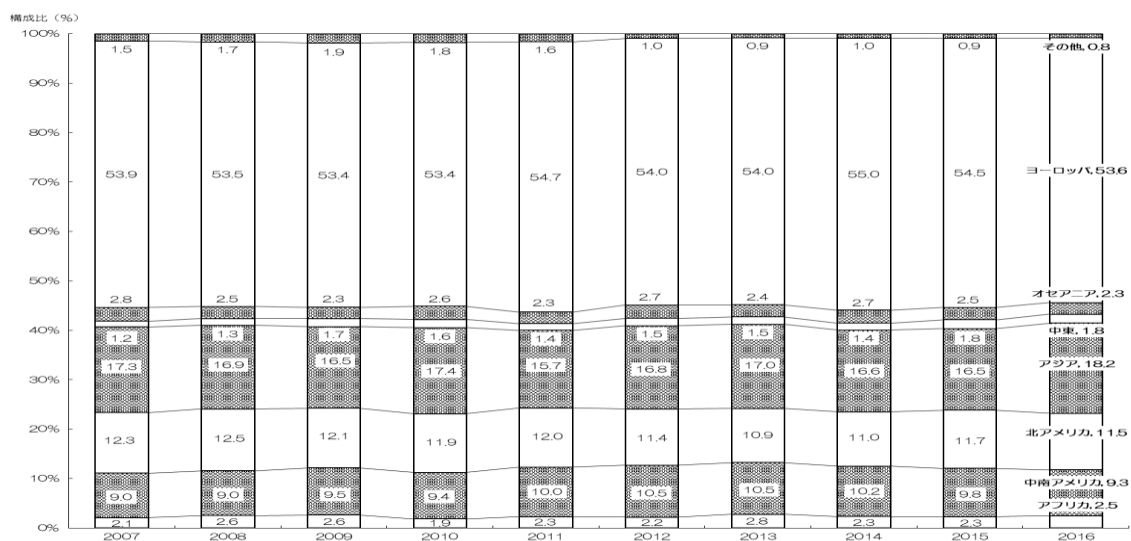 構成比（％）
100%
1.5 1.7 1.9 1.8 1.6 1.0 0.9 1.0 0.9 その他, 0.8
90%
80%
70%
53.9 53.5 53.4 53.4 54.7 54.0 54.0 55.0 54.5 ヨーロッパ, 53.6
60%
50%
2.8 2.5 2.3 2.6 2.3 2.7 2.4 2.7 2.5 オセアニア, 2.3
40%
1.2 1.3 1.7 1.6 1.4 1.5 1.5 1.4 1.8 中東, 1.8
17.3 16.9 16.5 17.4 15.7 16.8 17.0 16.6 16.5 アジア, 18.2
30%
20%
12.3 12.5 12.1 11.9 12.0 11.4 10.9 11.0 11.7 北アメリカ, 11.5
10%
9.0 9.0 9.5 9.4 10.0 10.5 10.5 10.2 9.8 中南アメリカ, 9.3
2.1 2.6 2.6 1.9 2.3 2.2 2.8 2.3 2.3 アフリカ, 2.5
0%
2007 2008 2009 2010 2011 2012 2013 2014 2015 2016